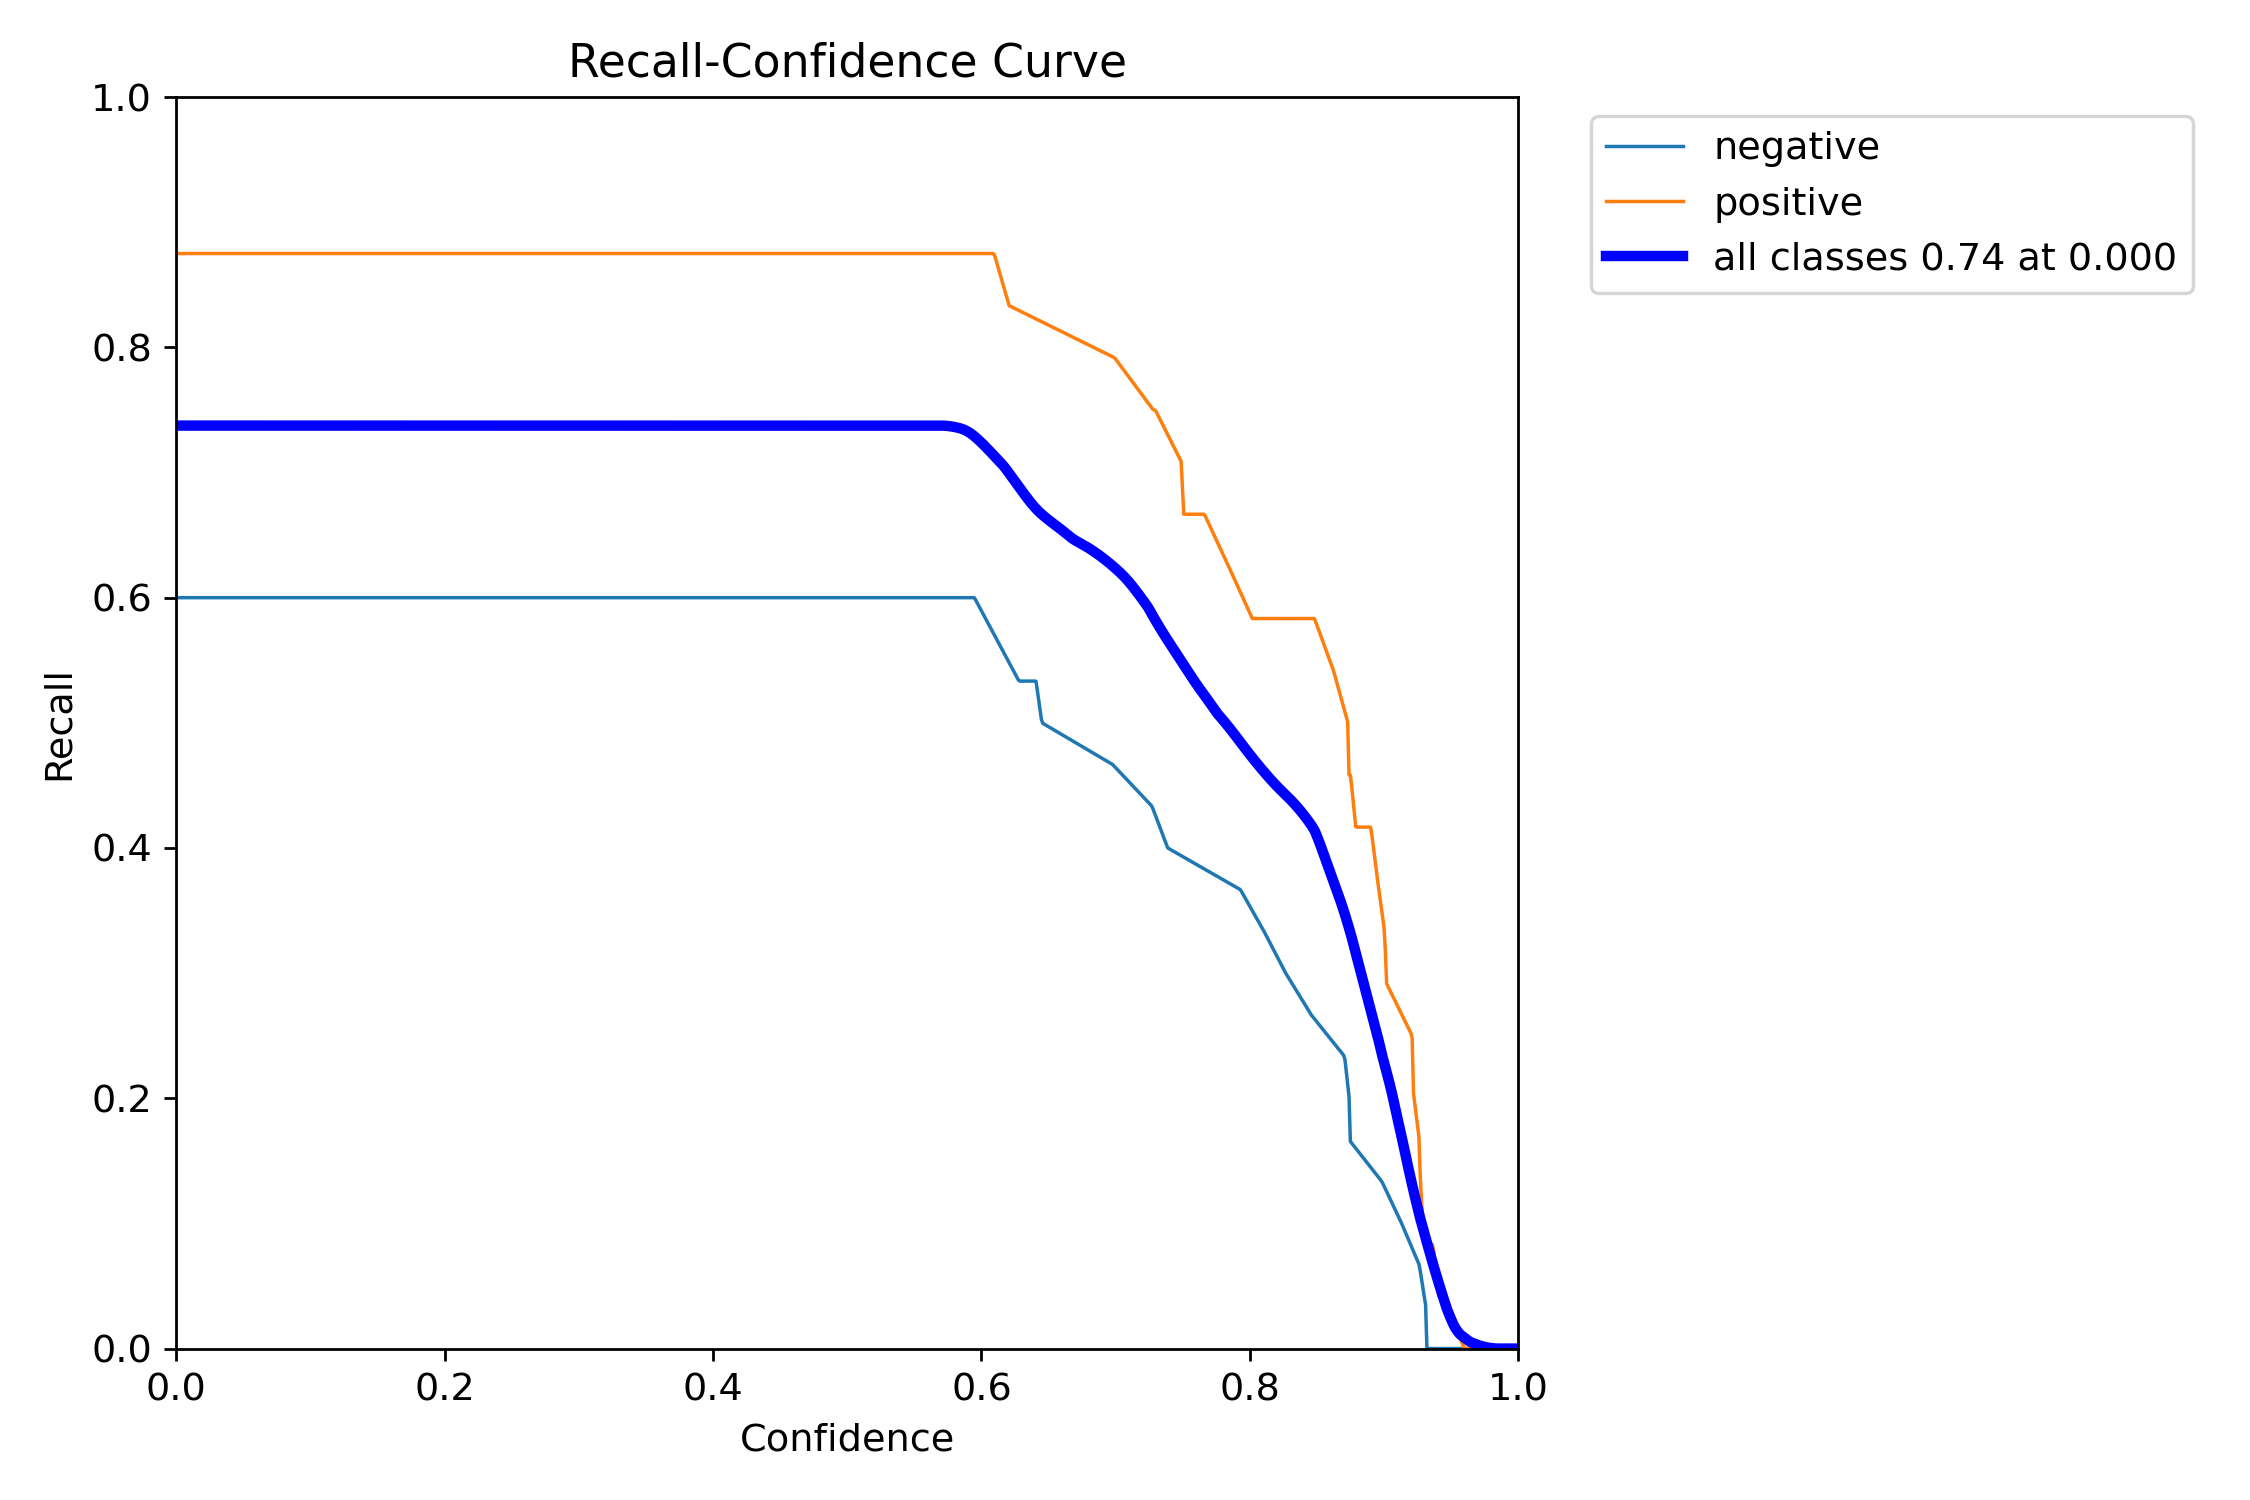 Recall-Confidence Curve
1.0
0.8
0.6
0.4
0.2
0.0
Recall
0.0 0.2 0.4 0.6 0.8 1.0
Confidence
negative
positive
all classes 0.74 at 0.000